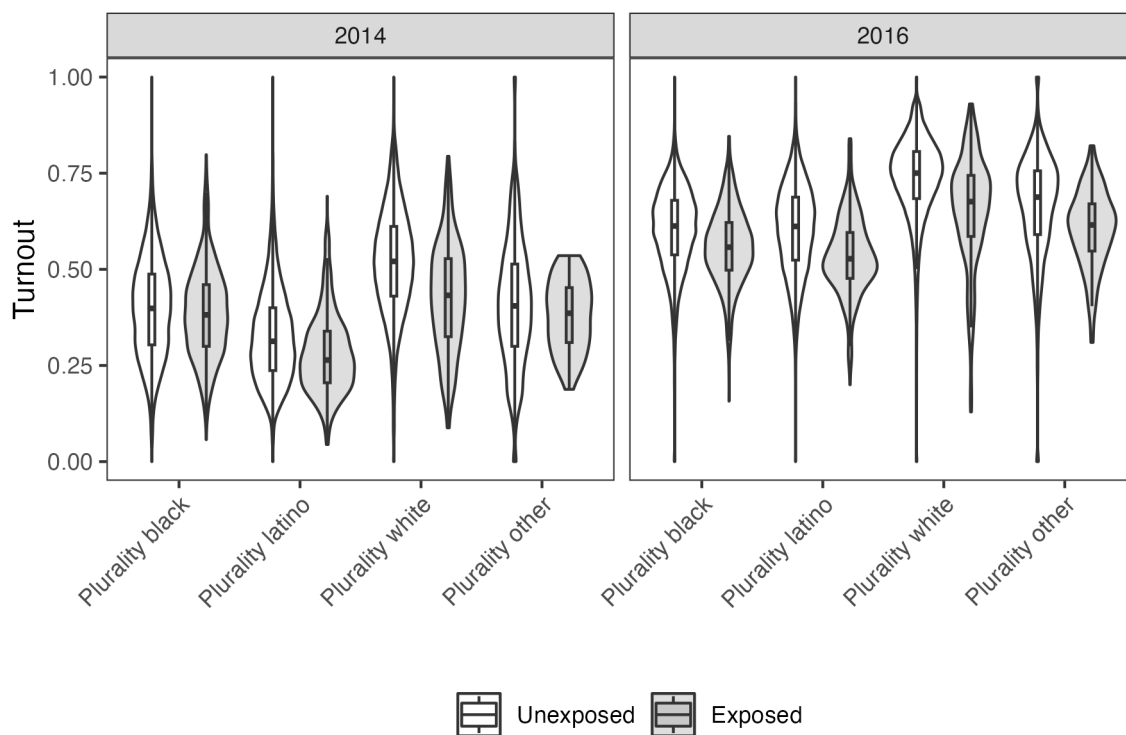 2014
2016
Turnout
1.00
0.75
0.50
0.25
0.00
Plurality black
Plurality latino
Plurality white
Plurality other
Plurality black
Plurality latino
Plurality white
Plurality other
Unexposed
Exposed